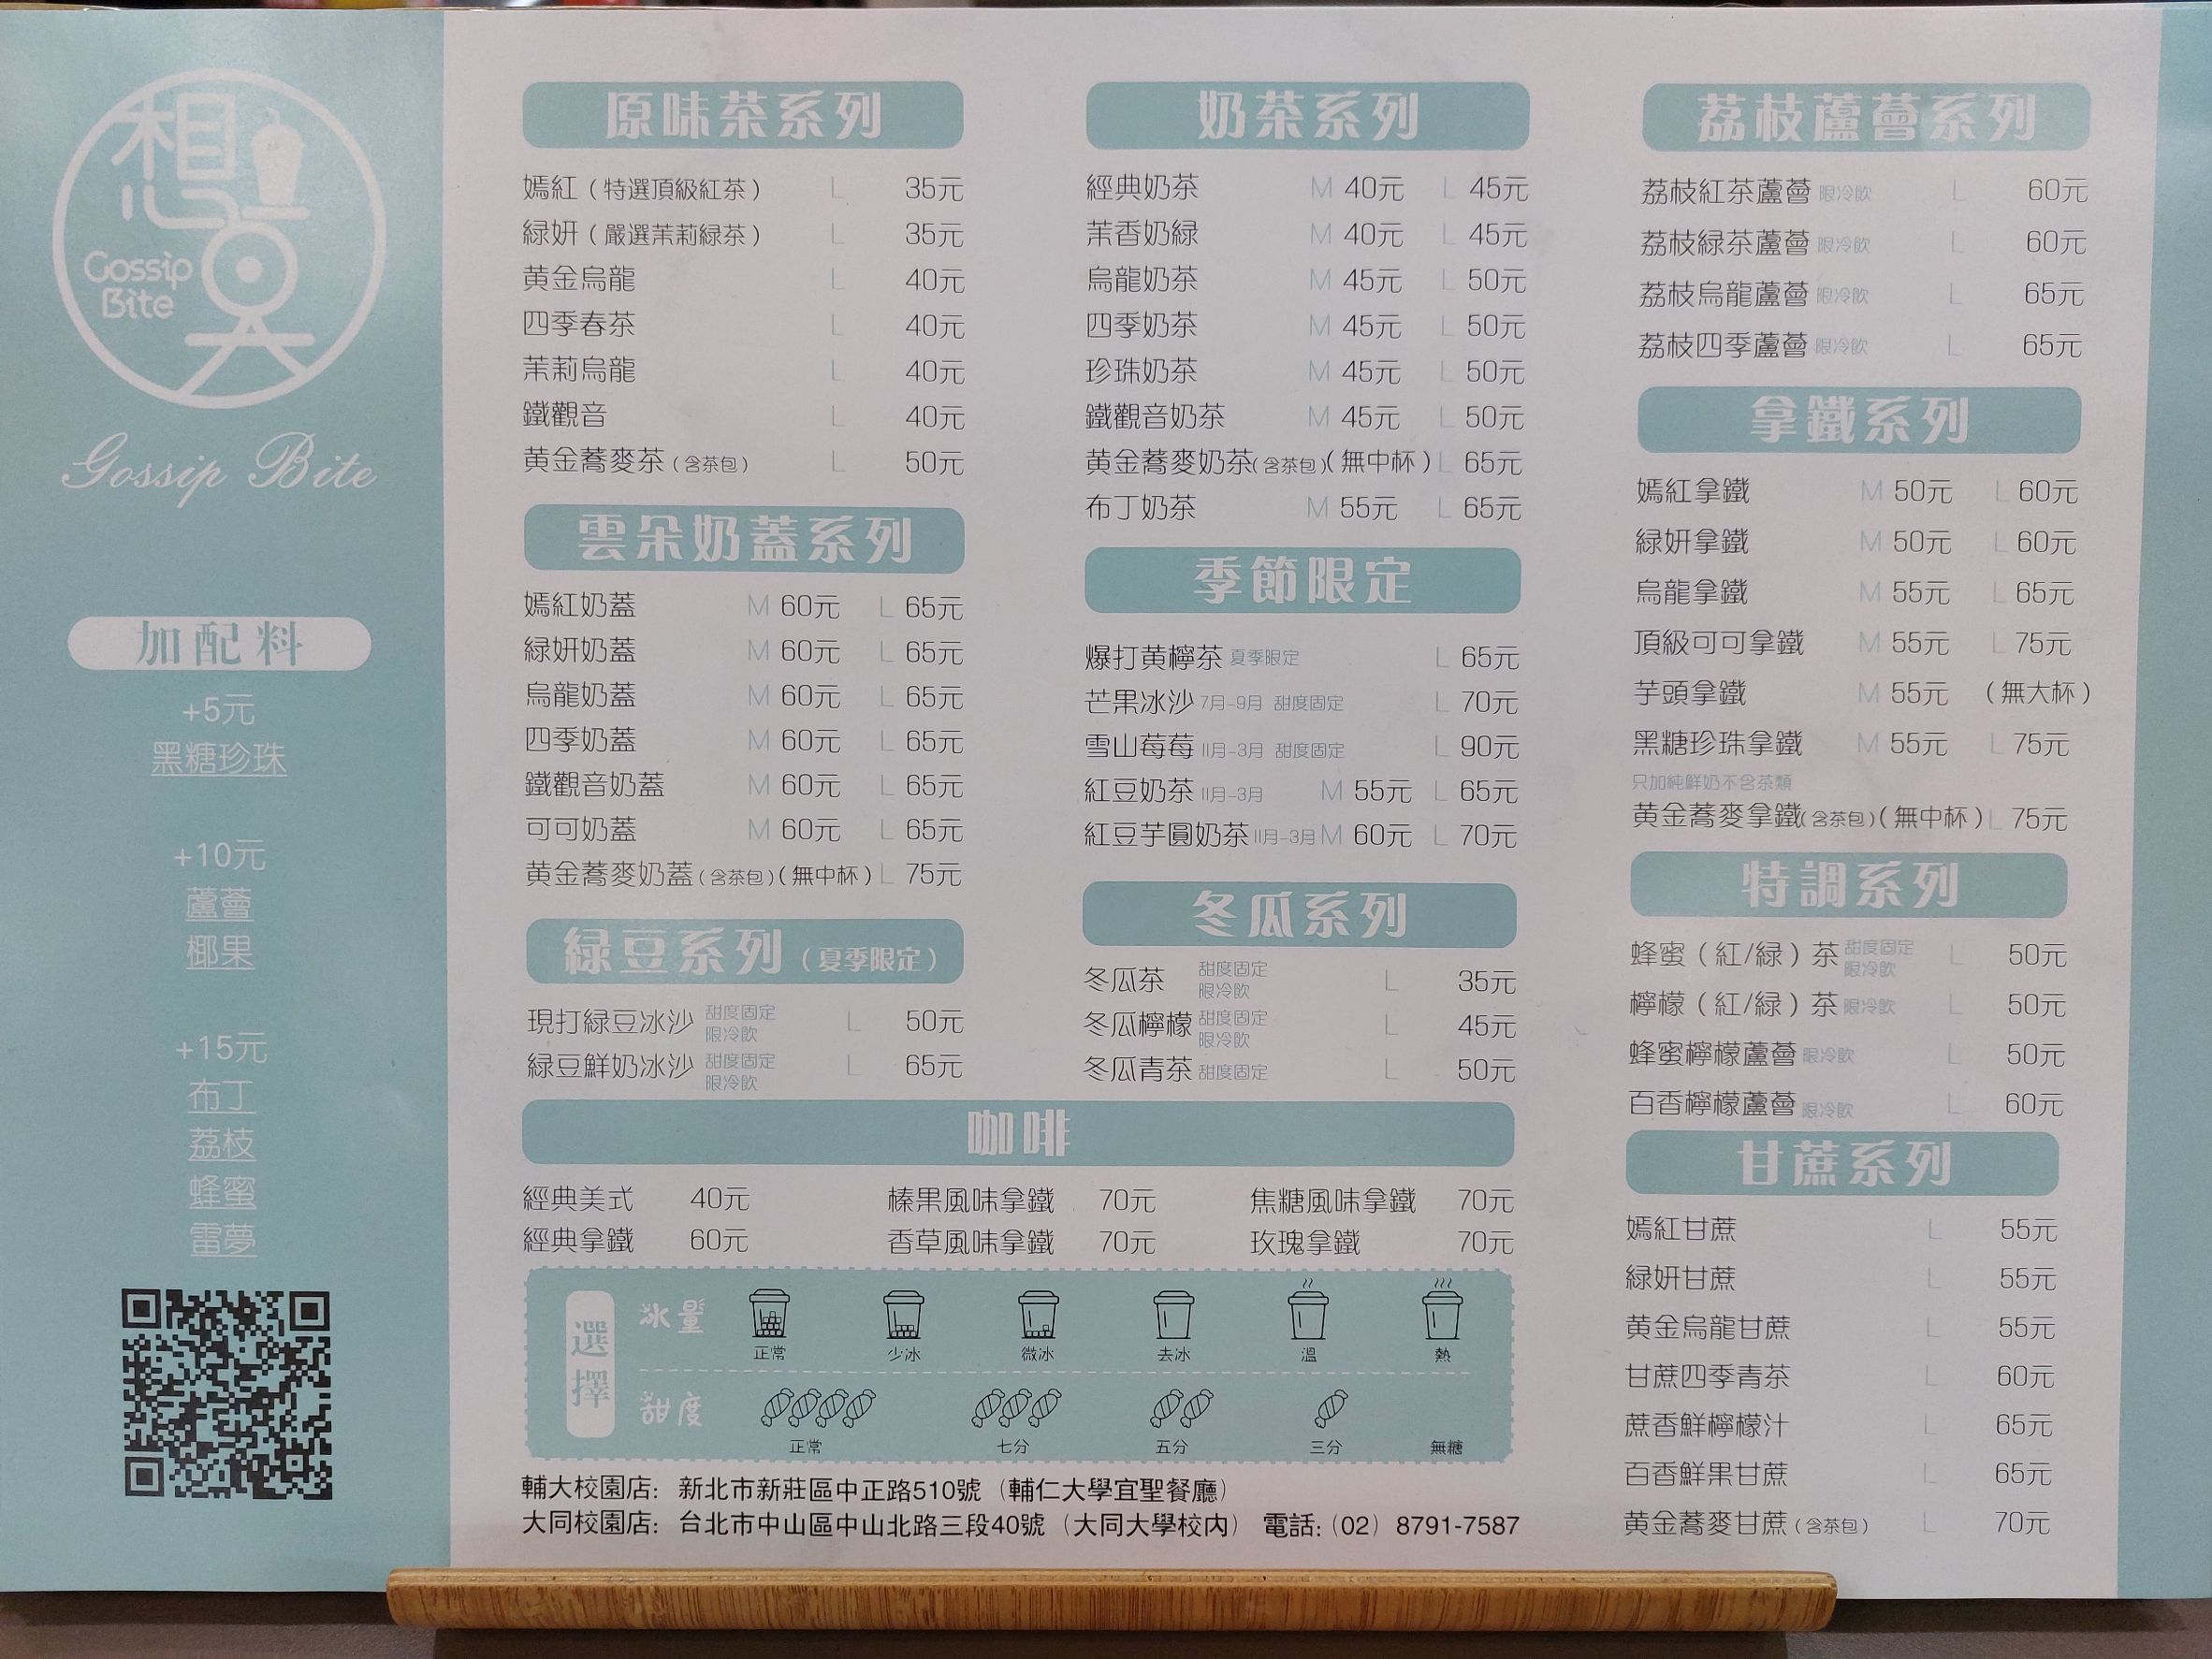 想昊
Gossip
Bite
Gossip Bite
加配料
+5元
黑糖珍珠
+10元
蘆薈
椰果
+15元
布丁
荔枝
蜂蜜
雷夢
原味茶系列
嫣紅（特選頂級紅茶） L 35元
綠妍（嚴選茉莉綠茶） L 35元
黃金烏龍 L 40元
四季春茶 L 40元
茉莉烏龍 L 40元
鐵觀音 L 40元
黃金蕎麥茶（含茶包） L 50元
雲朵奶蓋系列
嫣紅奶蓋 M 60元 L 65元
綠妍奶蓋 M 60元 L 65元
烏龍奶蓋 M 60元 L 65元
四季奶蓋 M 60元 L 65元
鐵觀音奶蓋 M 60元 L 65元
可可奶蓋 M 60元 L 65元
黃金蕎麥奶蓋（含茶包）（無中杯） L 75元
綠豆系列（夏季限定）
現打綠豆冰沙 甜度固定 限冷飲 L 50元
綠豆鮮奶冰沙 甜度固定 限冷飲 L 65元
奶茶系列
經典奶茶 M 40元 L 45元
茉香奶綠 M 40元 L 45元
烏龍奶茶 M 45元 L 50元
四季奶茶 M 45元 L 50元
珍珠奶茶 M 45元 L 50元
鐵觀音奶茶 M 45元 L 50元
黃金蕎麥奶茶（含茶包）（無中杯） L 65元
布丁奶茶 M 55元 L 65元
季節限定
爆打黃檸茶 夏季限定 L 65元
芒果冰沙 7月-9月 甜度固定 L 70元
雪山莓莓 11月-3月 甜度固定 L 90元
紅豆奶茶 11月-3月 M 55元 L 65元
紅豆芋圓奶茶 11月-3月 M 60元 L 70元
冬瓜系列
冬瓜茶 甜度固定 限冷飲 L 35元
冬瓜檸檬 甜度固定 限冷飲 L 45元
冬瓜青茶 甜度固定 L 50元
咖啡
經典美式 40元 榛果風味拿鐵 70元 焦糖風味拿鐵 70元
經典拿鐵 60元 香草風味拿鐵 70元 玫瑰拿鐵 70元
選擇
冰量
正常 少冰 微冰 去冰 溫 熱
甜度
正常 七分 五分 三分 無糖
輔大校園店：新北市新莊區中正路510號（輔仁大學宜聖餐廳）
大同校園店：台北市中山區中山北路三段40號（大同大學校內） 電話:（02）8791-7587
荔枝蘆薈系列
荔枝紅茶蘆薈 限冷飲 L 60元
荔枝綠茶蘆薈 限冷飲 L 60元
荔枝烏龍蘆薈 限冷飲 L 65元
荔枝四季蘆薈 限冷飲 L 65元
拿鐵系列
嫣紅拿鐵 M 50元 L 60元
綠妍拿鐵 M 50元 L 60元
烏龍拿鐵 M 55元 L 65元
頂級可可拿鐵 M 55元 L 75元
芋頭拿鐵 M 55元 （無大杯）
黑糖珍珠拿鐵 M 55元 L 75元
只加純鮮奶不含茶類
黃金蕎麥拿鐵（含茶包）（無中杯） L 75元
特調系列
蜂蜜（紅/綠）茶 甜度固定 限冷飲 L 50元
檸檬（紅/綠）茶 限冷飲 L 50元
蜂蜜檸檬蘆薈 限冷飲 L 50元
百香檸檬蘆薈 限冷飲 L 60元
甘蔗系列
嫣紅甘蔗 L 55元
綠妍甘蔗 L 55元
黃金烏龍甘蔗 L 55元
甘蔗四季青茶 L 60元
蔗香鮮檸檬汁 L 65元
百香鮮果甘蔗 L 65元
黃金蕎麥甘蔗（含茶包） L 70元